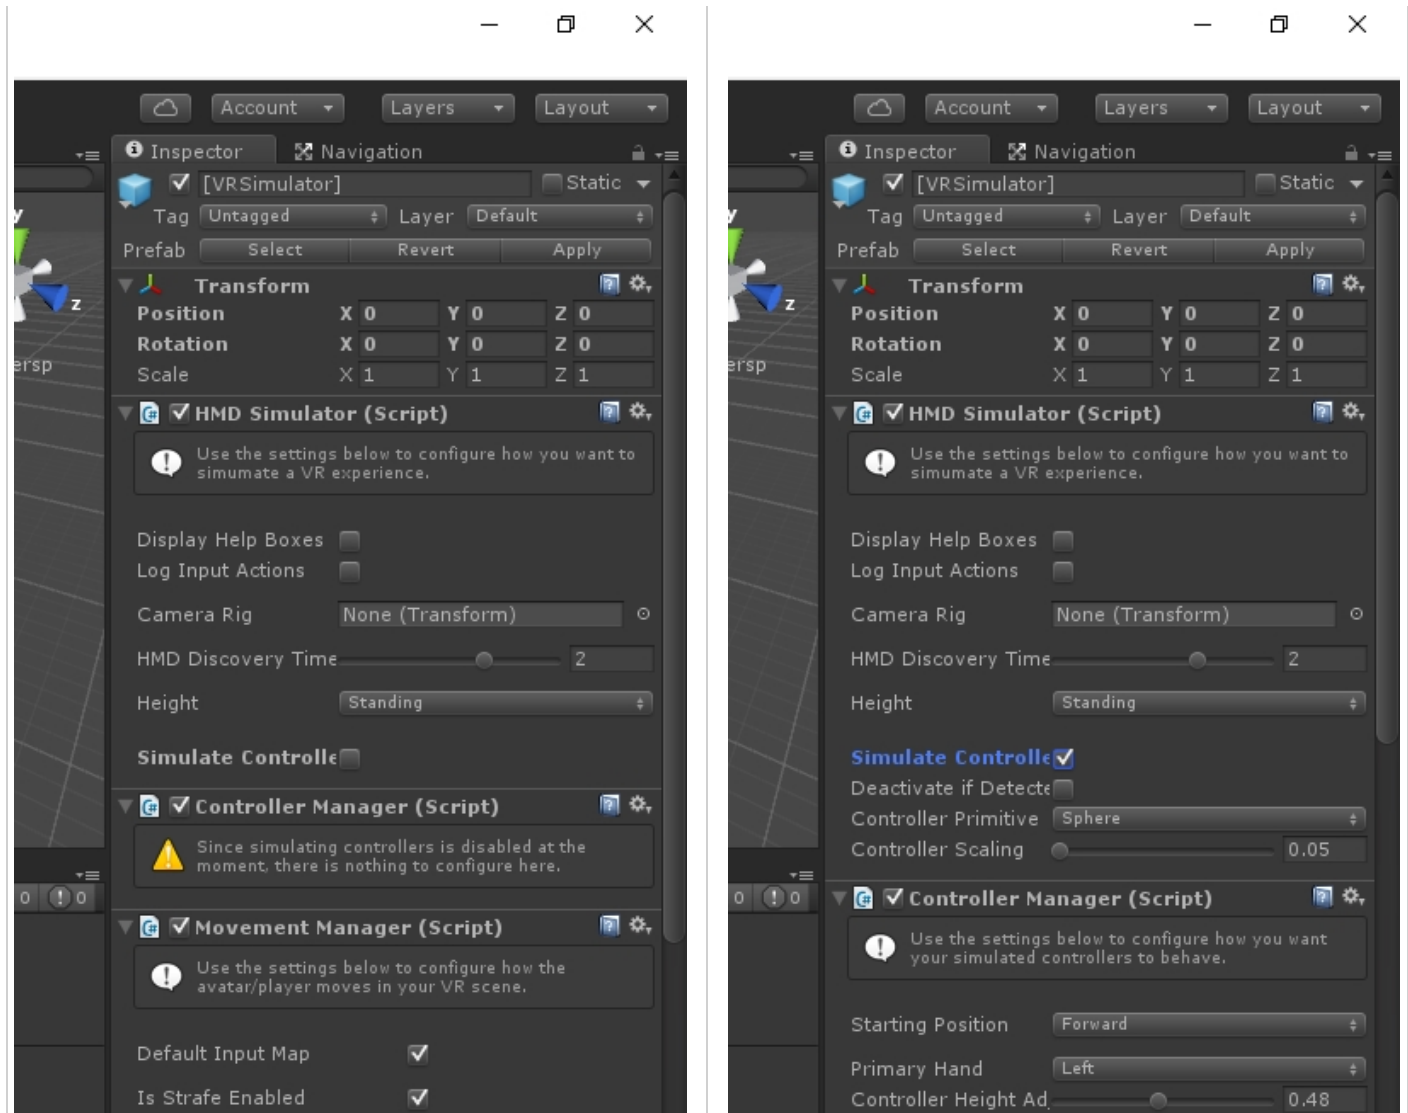 Account Layers Layout
Inspector Navigation
[VRSimulator] Static
Tag Untagged Layer Default
Prefab Select Revert Apply
Transform
Position X 0 Y 0 Z 0
Rotation X 0 Y 0 Z 0
Scale X 1 Y 1 Z 1
HMD Simulator (Script)
Use the settings below to configure how you want to
simumate a VR experience.
Display Help Boxes
Log Input Actions
Camera Rig None (Transform)
HMD Discovery Time 2
Height Standing
Simulate Controlle
Controller Manager (Script)
Since simulating controllers is disabled at the
moment, there is nothing to configure here.
Movement Manager (Script)
Use the settings below to configure how the
avatar/player moves in your VR scene.
Default Input Map
Is Strafe Enabled
y
z
ersp
0 0
Account Layers Layout
Inspector Navigation
[VRSimulator] Static
Tag Untagged Layer Default
Prefab Select Revert Apply
Transform
Position X 0 Y 0 Z 0
Rotation X 0 Y 0 Z 0
Scale X 1 Y 1 Z 1
HMD Simulator (Script)
Use the settings below to configure how you want to
simumate a VR experience.
Display Help Boxes
Log Input Actions
Camera Rig None (Transform)
HMD Discovery Time 2
Height Standing
Simulate Controlle
Deactivate if Detecte
Controller Primitive Sphere
Controller Scaling 0.05
Controller Manager (Script)
Use the settings below to configure how you want
your simulated controllers to behave.
Starting Position Forward
Primary Hand Left
Controller Height Ad 0.48
y
z
ersp
0 0